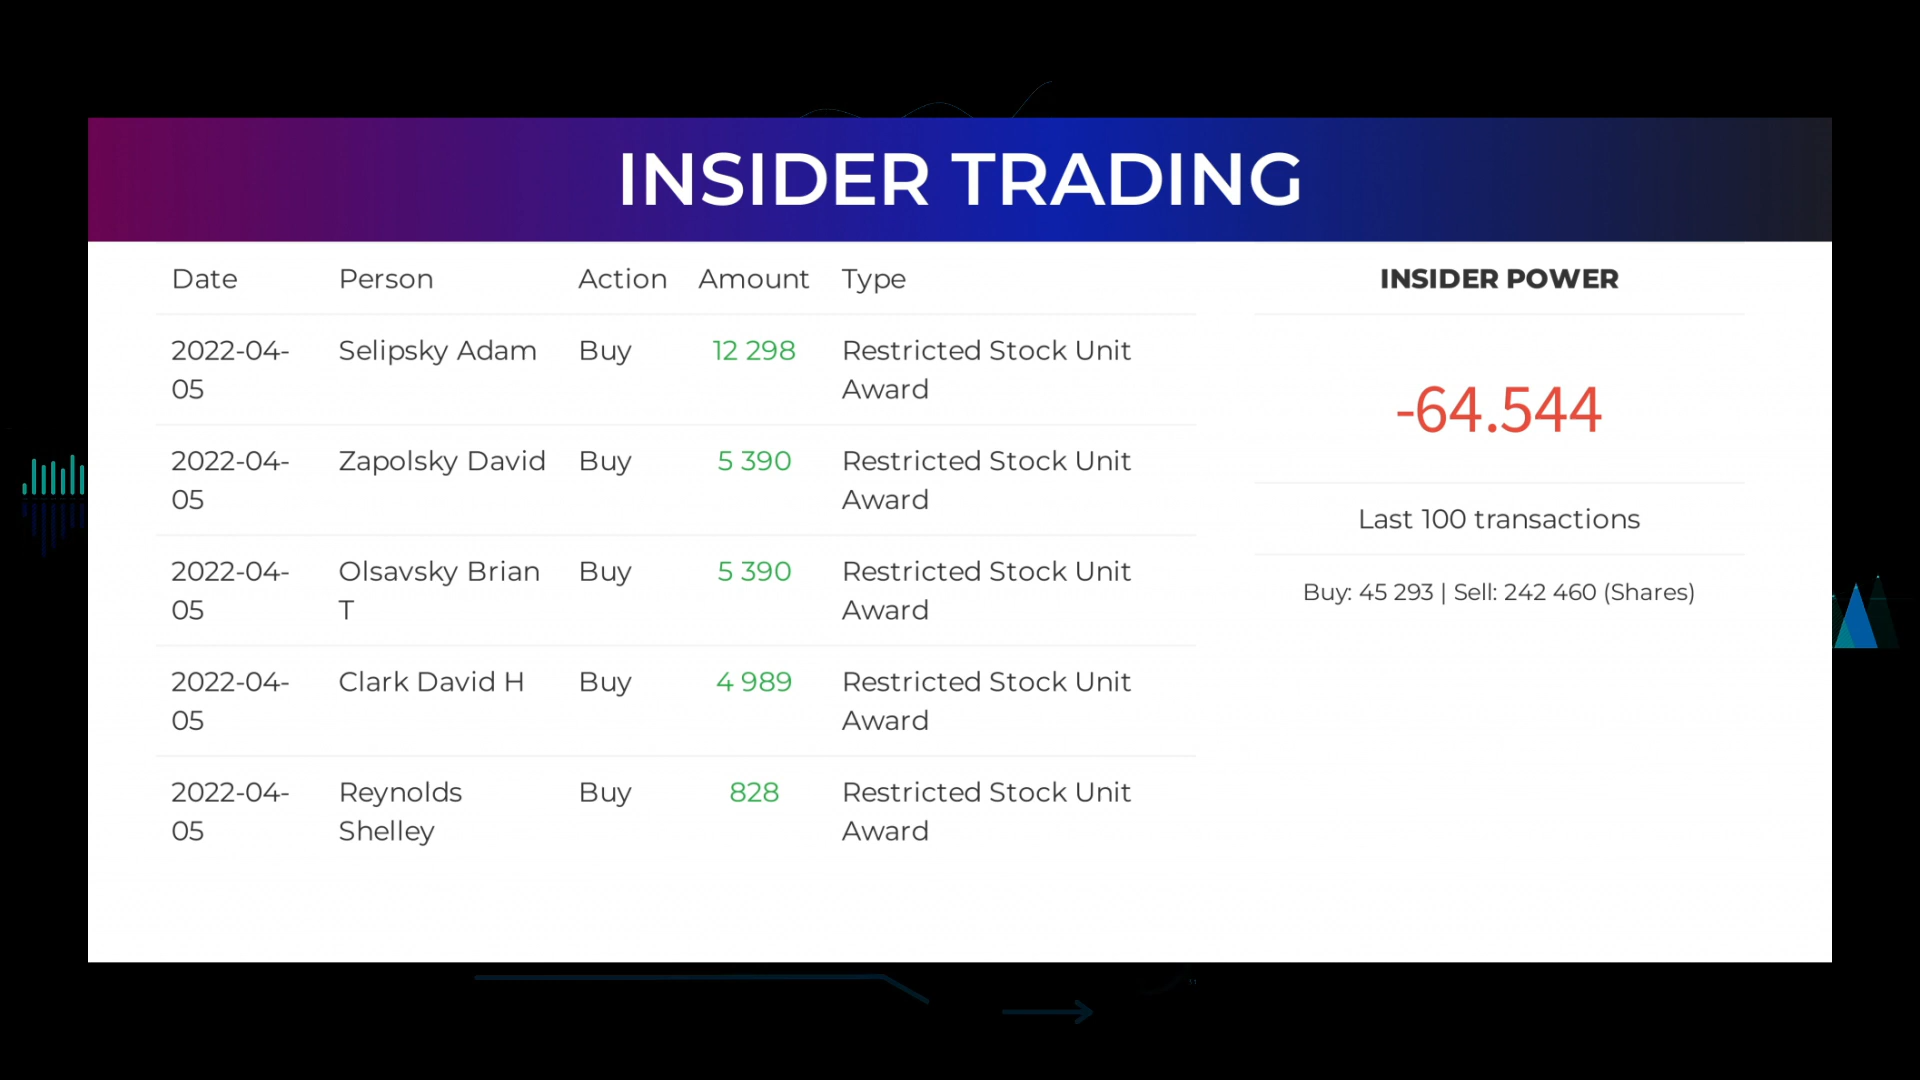 INSIDER TRADING
Date Person Action Amount Type
2022-04- Selipsky Adam Buy 12 298 Restricted Stock Unit
05 Award
2022-04- Zapolsky David Buy 5 390 Restricted Stock Unit
05 Award
2022-04- Olsavsky Brian Buy 5 390 Restricted Stock Unit
05 T Award
2022-04- Clark David H Buy 4 989 Restricted Stock Unit
05 Award
2022-04- Reynolds Buy 828 Restricted Stock Unit
05 Shelley Award
INSIDER POWER
-64.544
Last 100 transactions
Buy: 45 293 | Sell: 242 460 (Shares)